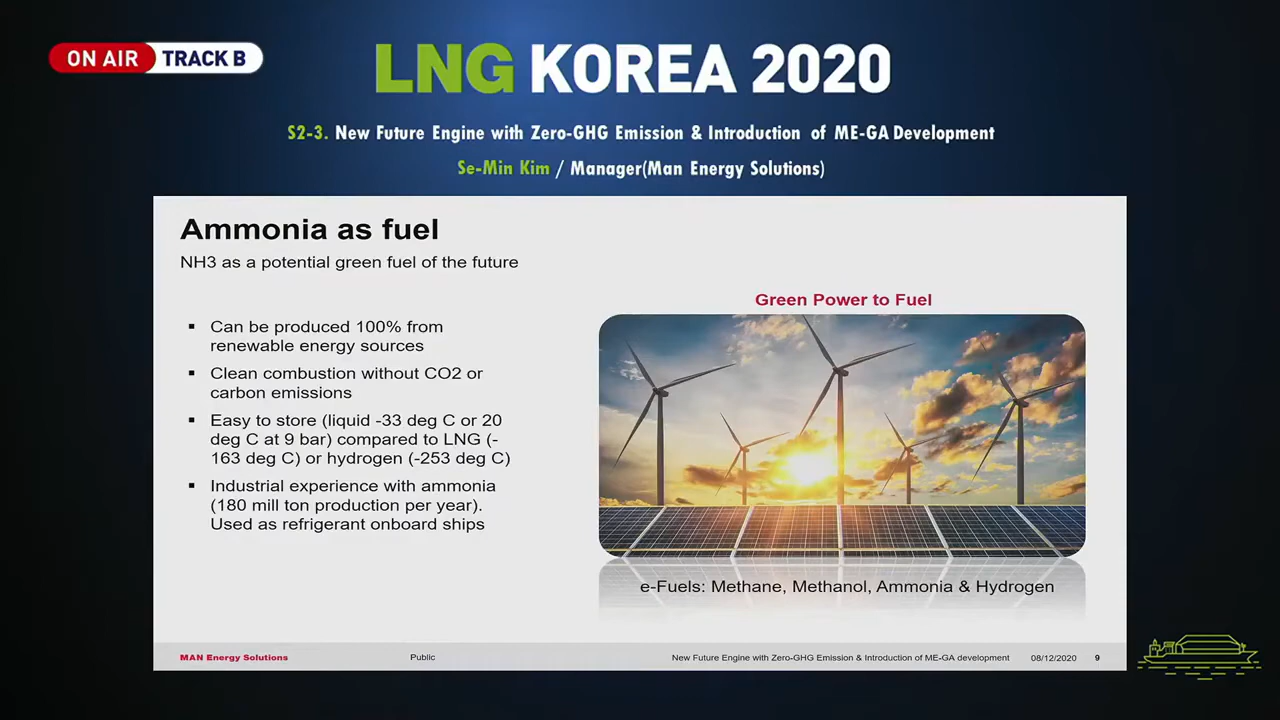 ON AIR TRACK B
LNG KOREA 2020
S2-3. New Future Engine with Zero-GHG Emission & Introduction of ME-GA Development
Se-Min Kim / Manager(Man Energy Solutions)
Ammonia as fuel
NH3 as a potential green fuel of the future
▪ Can be produced 100% from
renewable energy sources
▪ Clean combustion without CO2 or
carbon emissions
▪ Easy to store (liquid -33 deg C or 20
deg C at 9 bar) compared to LNG (-
163 deg C) or hydrogen (-253 deg C)
▪ Industrial experience with ammonia
(180 mill ton production per year).
Used as refrigerant onboard ships
Green Power to Fuel
e-Fuels: Methane, Methanol, Ammonia & Hydrogen
MAN Energy Solutions Public New Future Engine with Zero-GHG Emission & Introduction of ME-GA development 08/12/2020 9